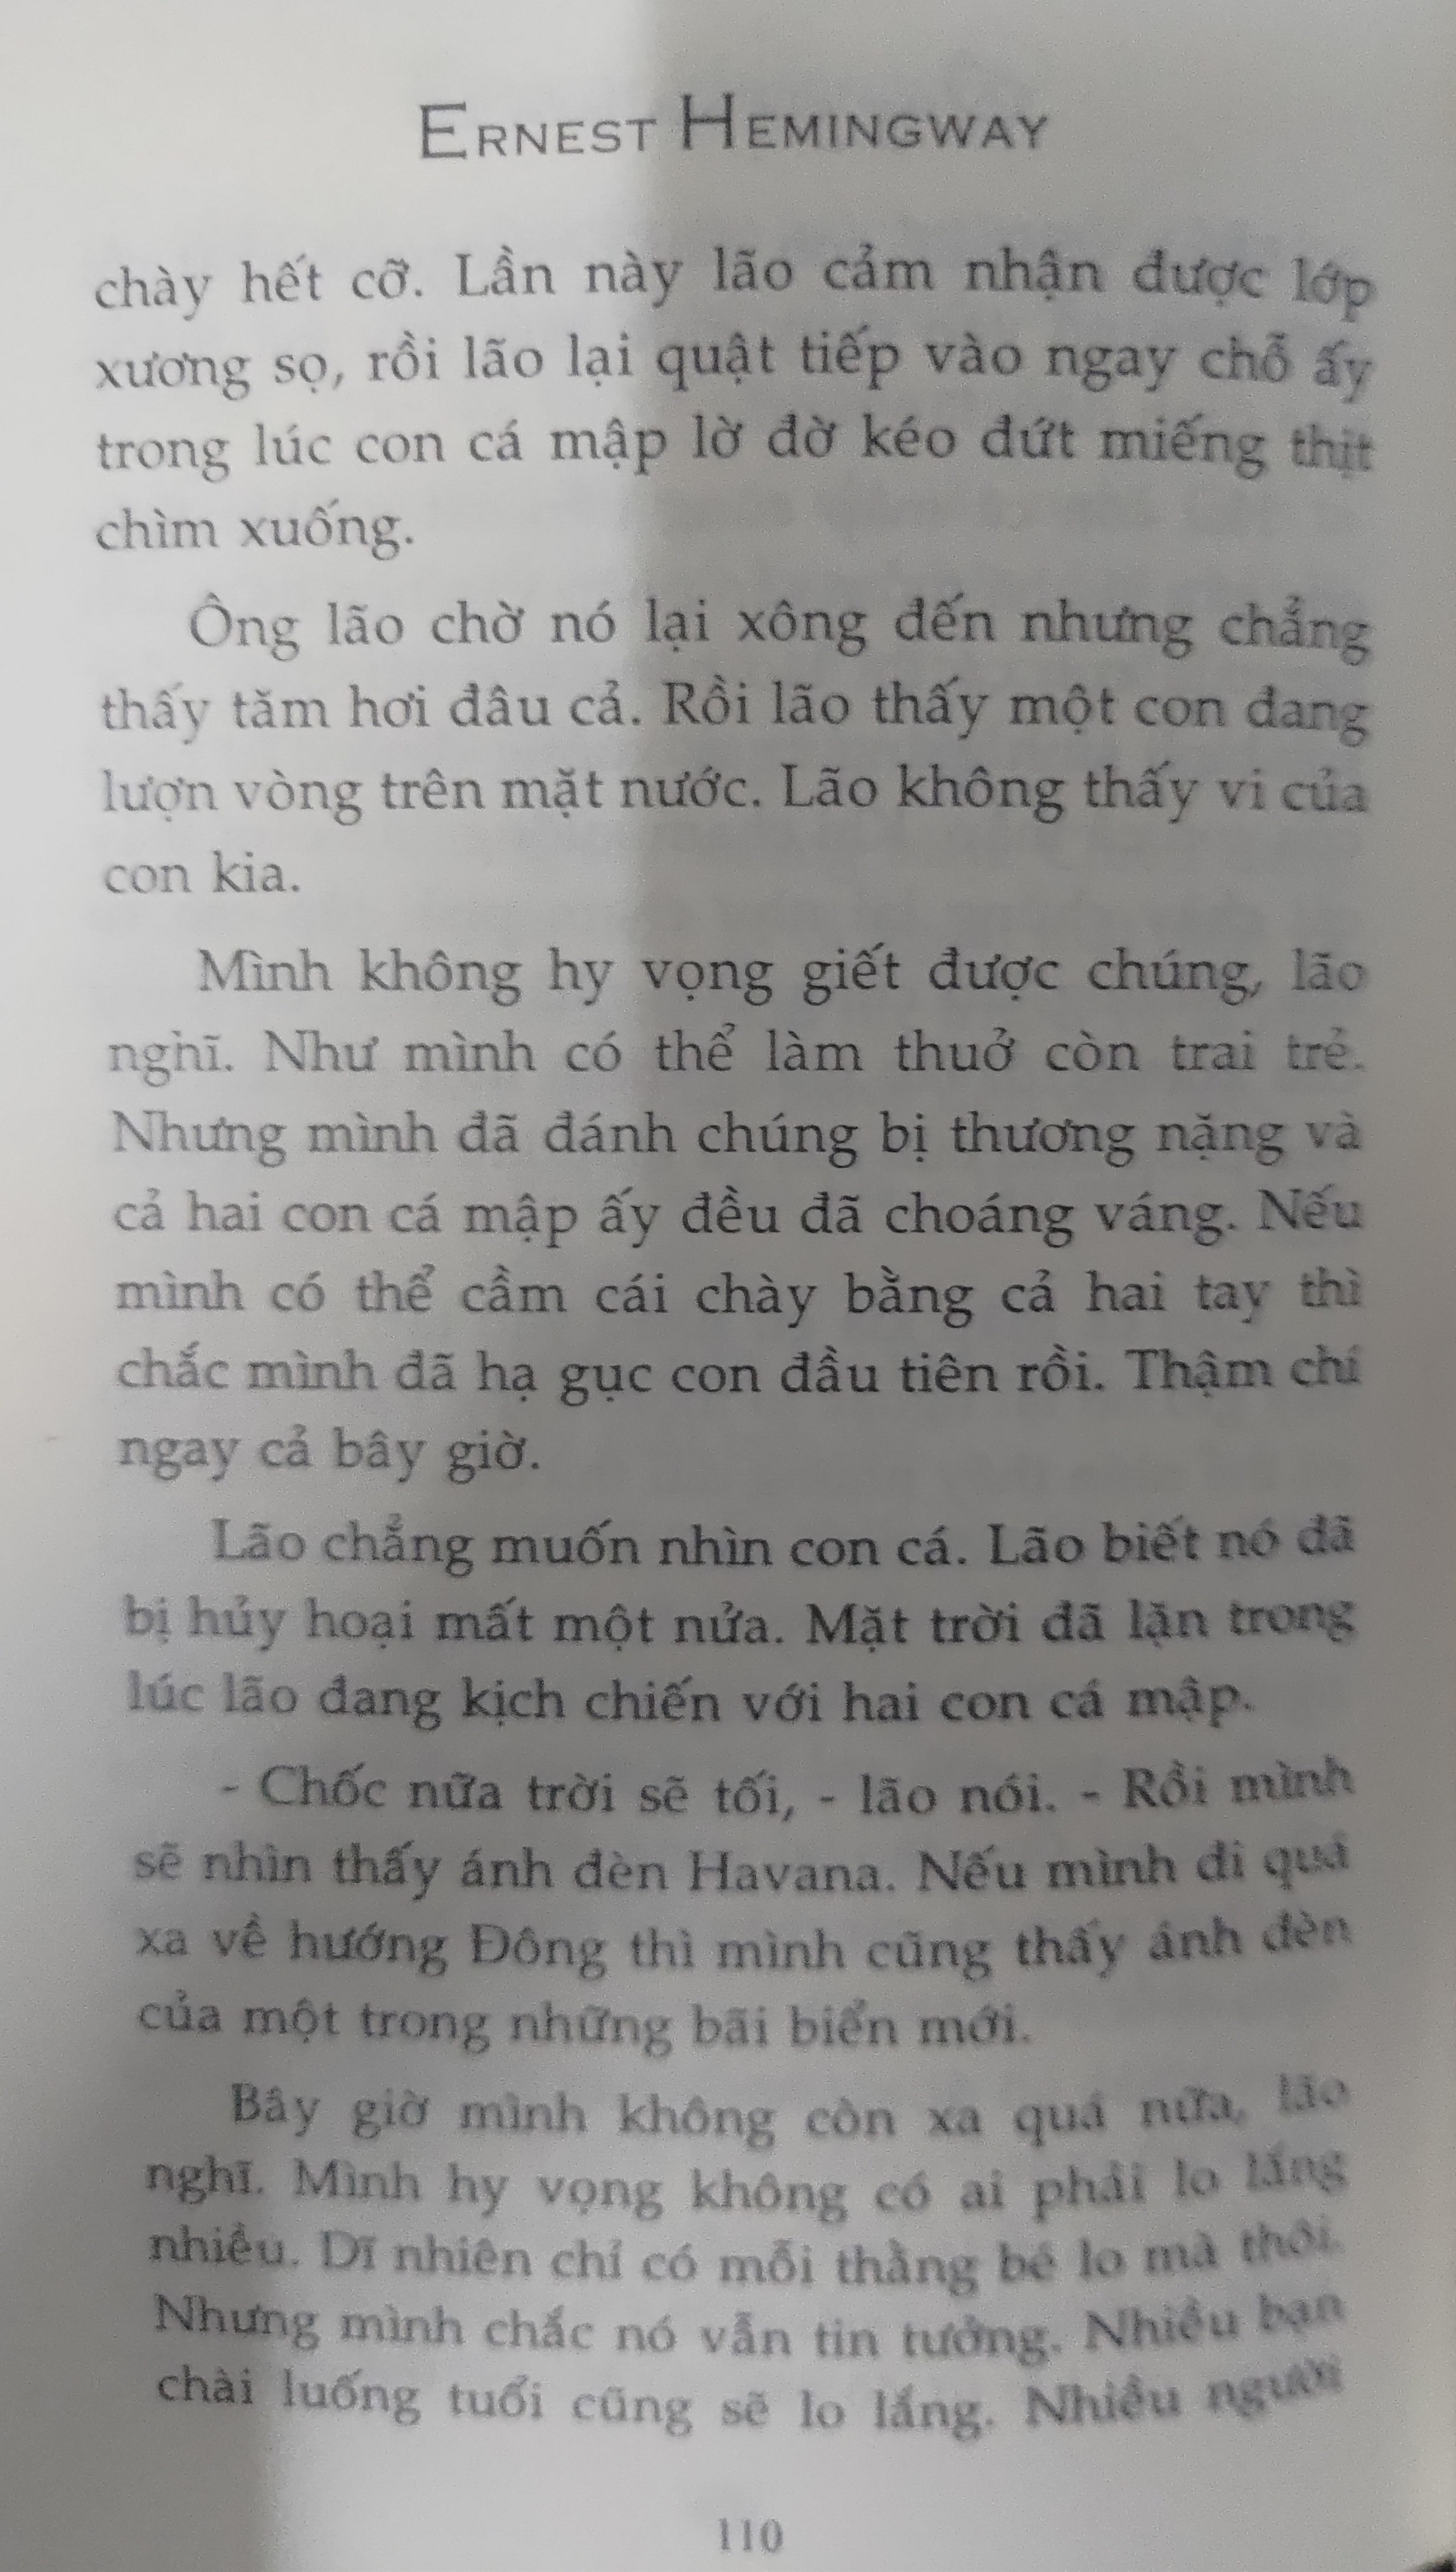 ERNEST HEMINGWAY
chày hết cỡ. Lần này lão cảm nhận được lớp
xương sọ, rồi lão lại quật tiếp vào ngay chỗ ấy
trong lúc con cá mập lờ đờ kéo đứt miếng thịt
chìm xuống.
Ông lão chờ nó lại xông đến nhưng chẳng
thấy tăm hơi đâu cả. Rồi lão thấy một con đang
lượn vòng trên mặt nước. Lão không thấy vi của
con kia.
Mình không hy vọng giết được chúng, lão
nghĩ. Như mình có thể làm thuở còn trai trẻ.
Nhưng mình đã đánh chúng bị thương nặng và
cả hai con cá mập ấy đều đã choáng váng. Nếu
mình có thể cầm cái chày bằng cả hai tay thì
chắc mình đã hạ gục con đầu tiên rồi. Thậm chí
ngay cả bây giờ.
Lão chẳng muốn nhìn con cá. Lão biết nó đã
bị hủy hoại mất một nửa. Mặt trời đã lặn trong
lúc lão đang kịch chiến với hai con cá mập.
- Chốc nữa trời sẽ tối, - lão nói. - Rồi mình
sẽ nhìn thấy ánh đèn Havana. Nếu mình đi quá
xa về hướng Đông thì mình cũng thấy ánh đèn
của một trong những bãi biển mới.
Bây giờ mình không còn xa quá nữa, lão
nghĩ. Mình hy vọng không có ai phải lo lắng
nhiều. Dĩ nhiên chỉ có mỗi thằng bé lo mà thôi.
Nhưng mình chắc nó vẫn tin tưởng. Nhiều bạn
chài luống tuổi cũng sẽ lo lắng. Nhiều người
110